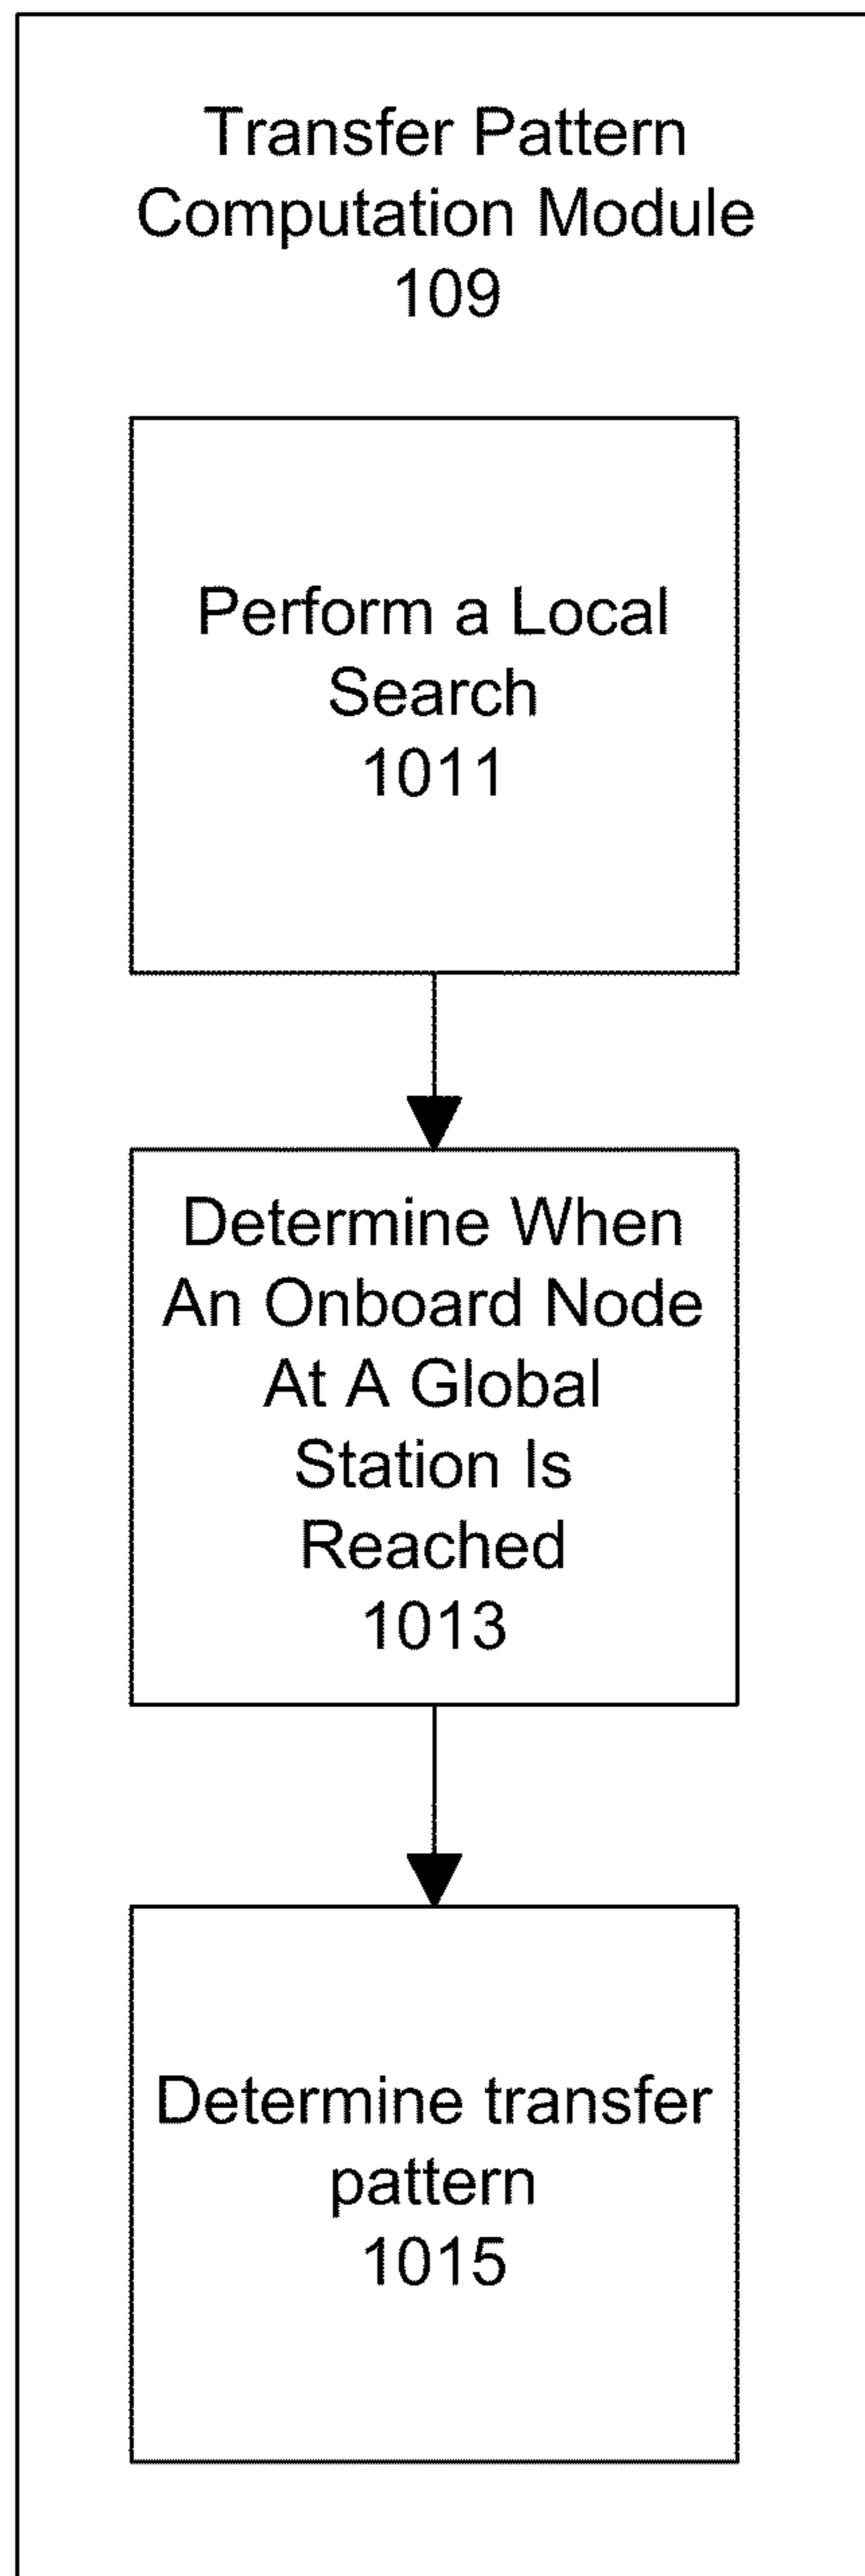 Transfer Pattern
Computation Module
109
Perform a Local
Search
1011
Determine When
An Onboard Node
At A Global
Station Is
Reached
1013
Determine transfer
pattern
1015